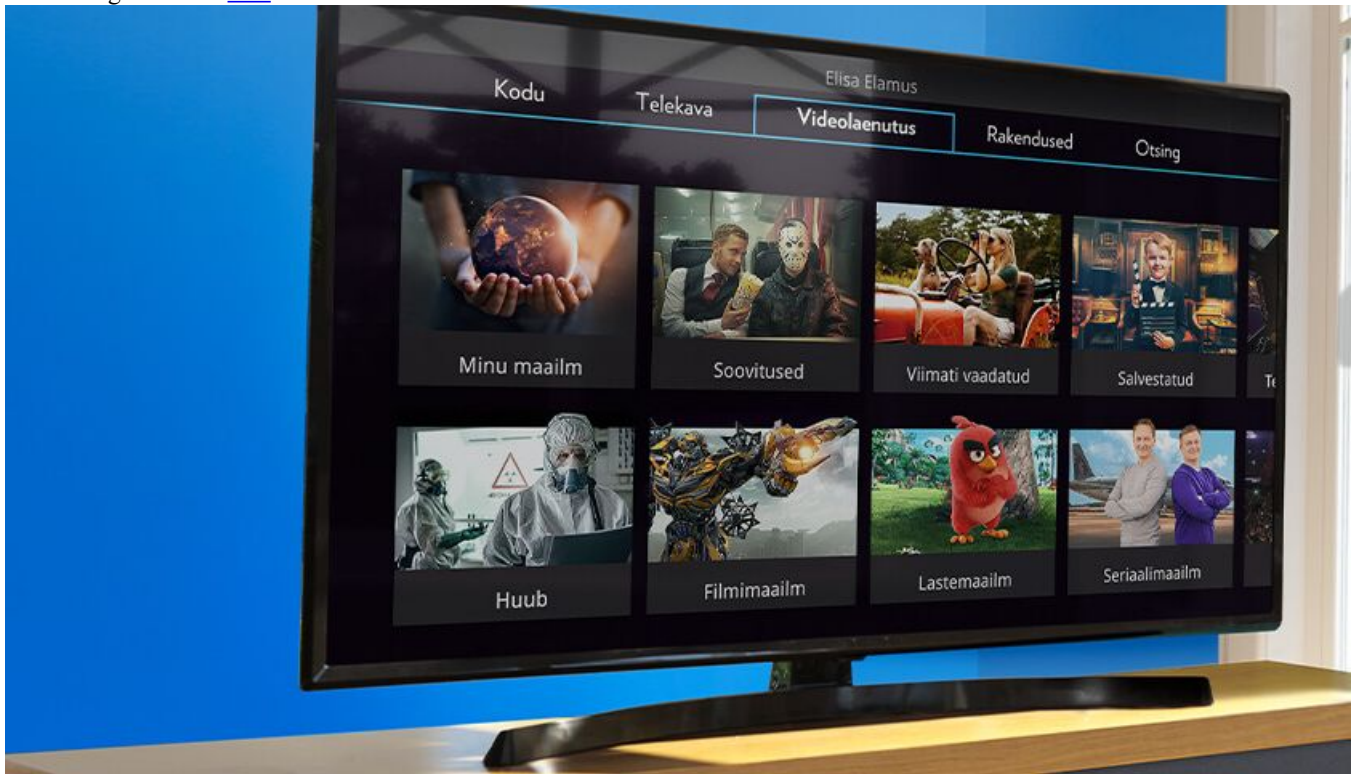 Elisa Elamus
Kodu
Telekava
Videolaenutus
Rakendused
Otsing
Minu maailm
Soovitused
Viimati vaadatud
Salvestatud
Huub
Filmimaailm
Lastemaailm
Seriaalimaailm